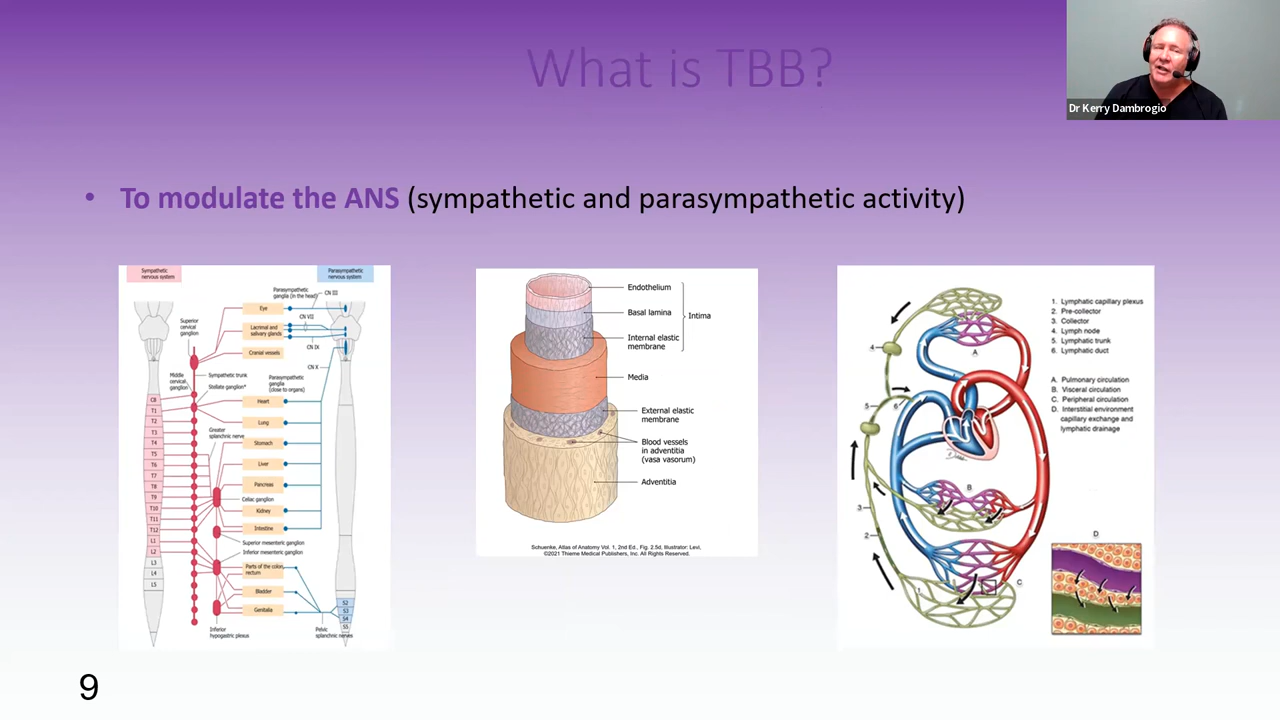 What is TBB?
Dr Kerry Dambrogio
• To modulate the ANS (sympathetic and parasympathetic activity)
Sympathetic
nervous system
Parasympathetic
nervous system
Parasympathetic
ganglia (in the head)
CN III
Eye
CN VII
Superior
cervical
ganglion
Lacrimal and
salivary glands
CN IX
Cranial vessels
CN X
Middle
cervical
ganglion
Sympathetic trunk
Stellate ganglion*
Parasympathetic
ganglia
(close to organs)
C8
T1
T2
T3
T4
T5
T6
T7
T8
T9
T10
T11
T12
L1
L2
L3
L4
L5
Heart
Lung
Greater
splanchnic nerve
Stomach
Liver
Pancreas
Celiac ganglion
Kidney
Intestine
Superior mesenteric ganglion
Inferior mesenteric ganglion
Parts of the colon,
rectum
Bladder
Genitalia
S2
S3
S4
S5
Inferior
hypogastric plexus
Pelvic
splanchnic nerves
Endothelium
Basal lamina
Intima
Internal elastic
membrane
Media
External elastic
membrane
Blood vessels
in adventitia
(vasa vasorum)
Adventitia
Schuenke, Atlas of Anatomy Vol. 1, 2nd Ed., Fig. 2.5d, Illustrator: Levi,
©2021 Thieme Medical Publishers, Inc. All Rights Reserved.
1. Lymphatic capillary plexus
2. Pre-collector
3. Collector
4. Lymph node
5. Lymphatic trunk
6. Lymphatic duct
A. Pulmonary circulation
B. Visceral circulation
C. Peripheral circulation
D. Interstitial environment
capillary exchange and
lymphatic drainage
4
A
5
6
B
3
2
D
C
1
9